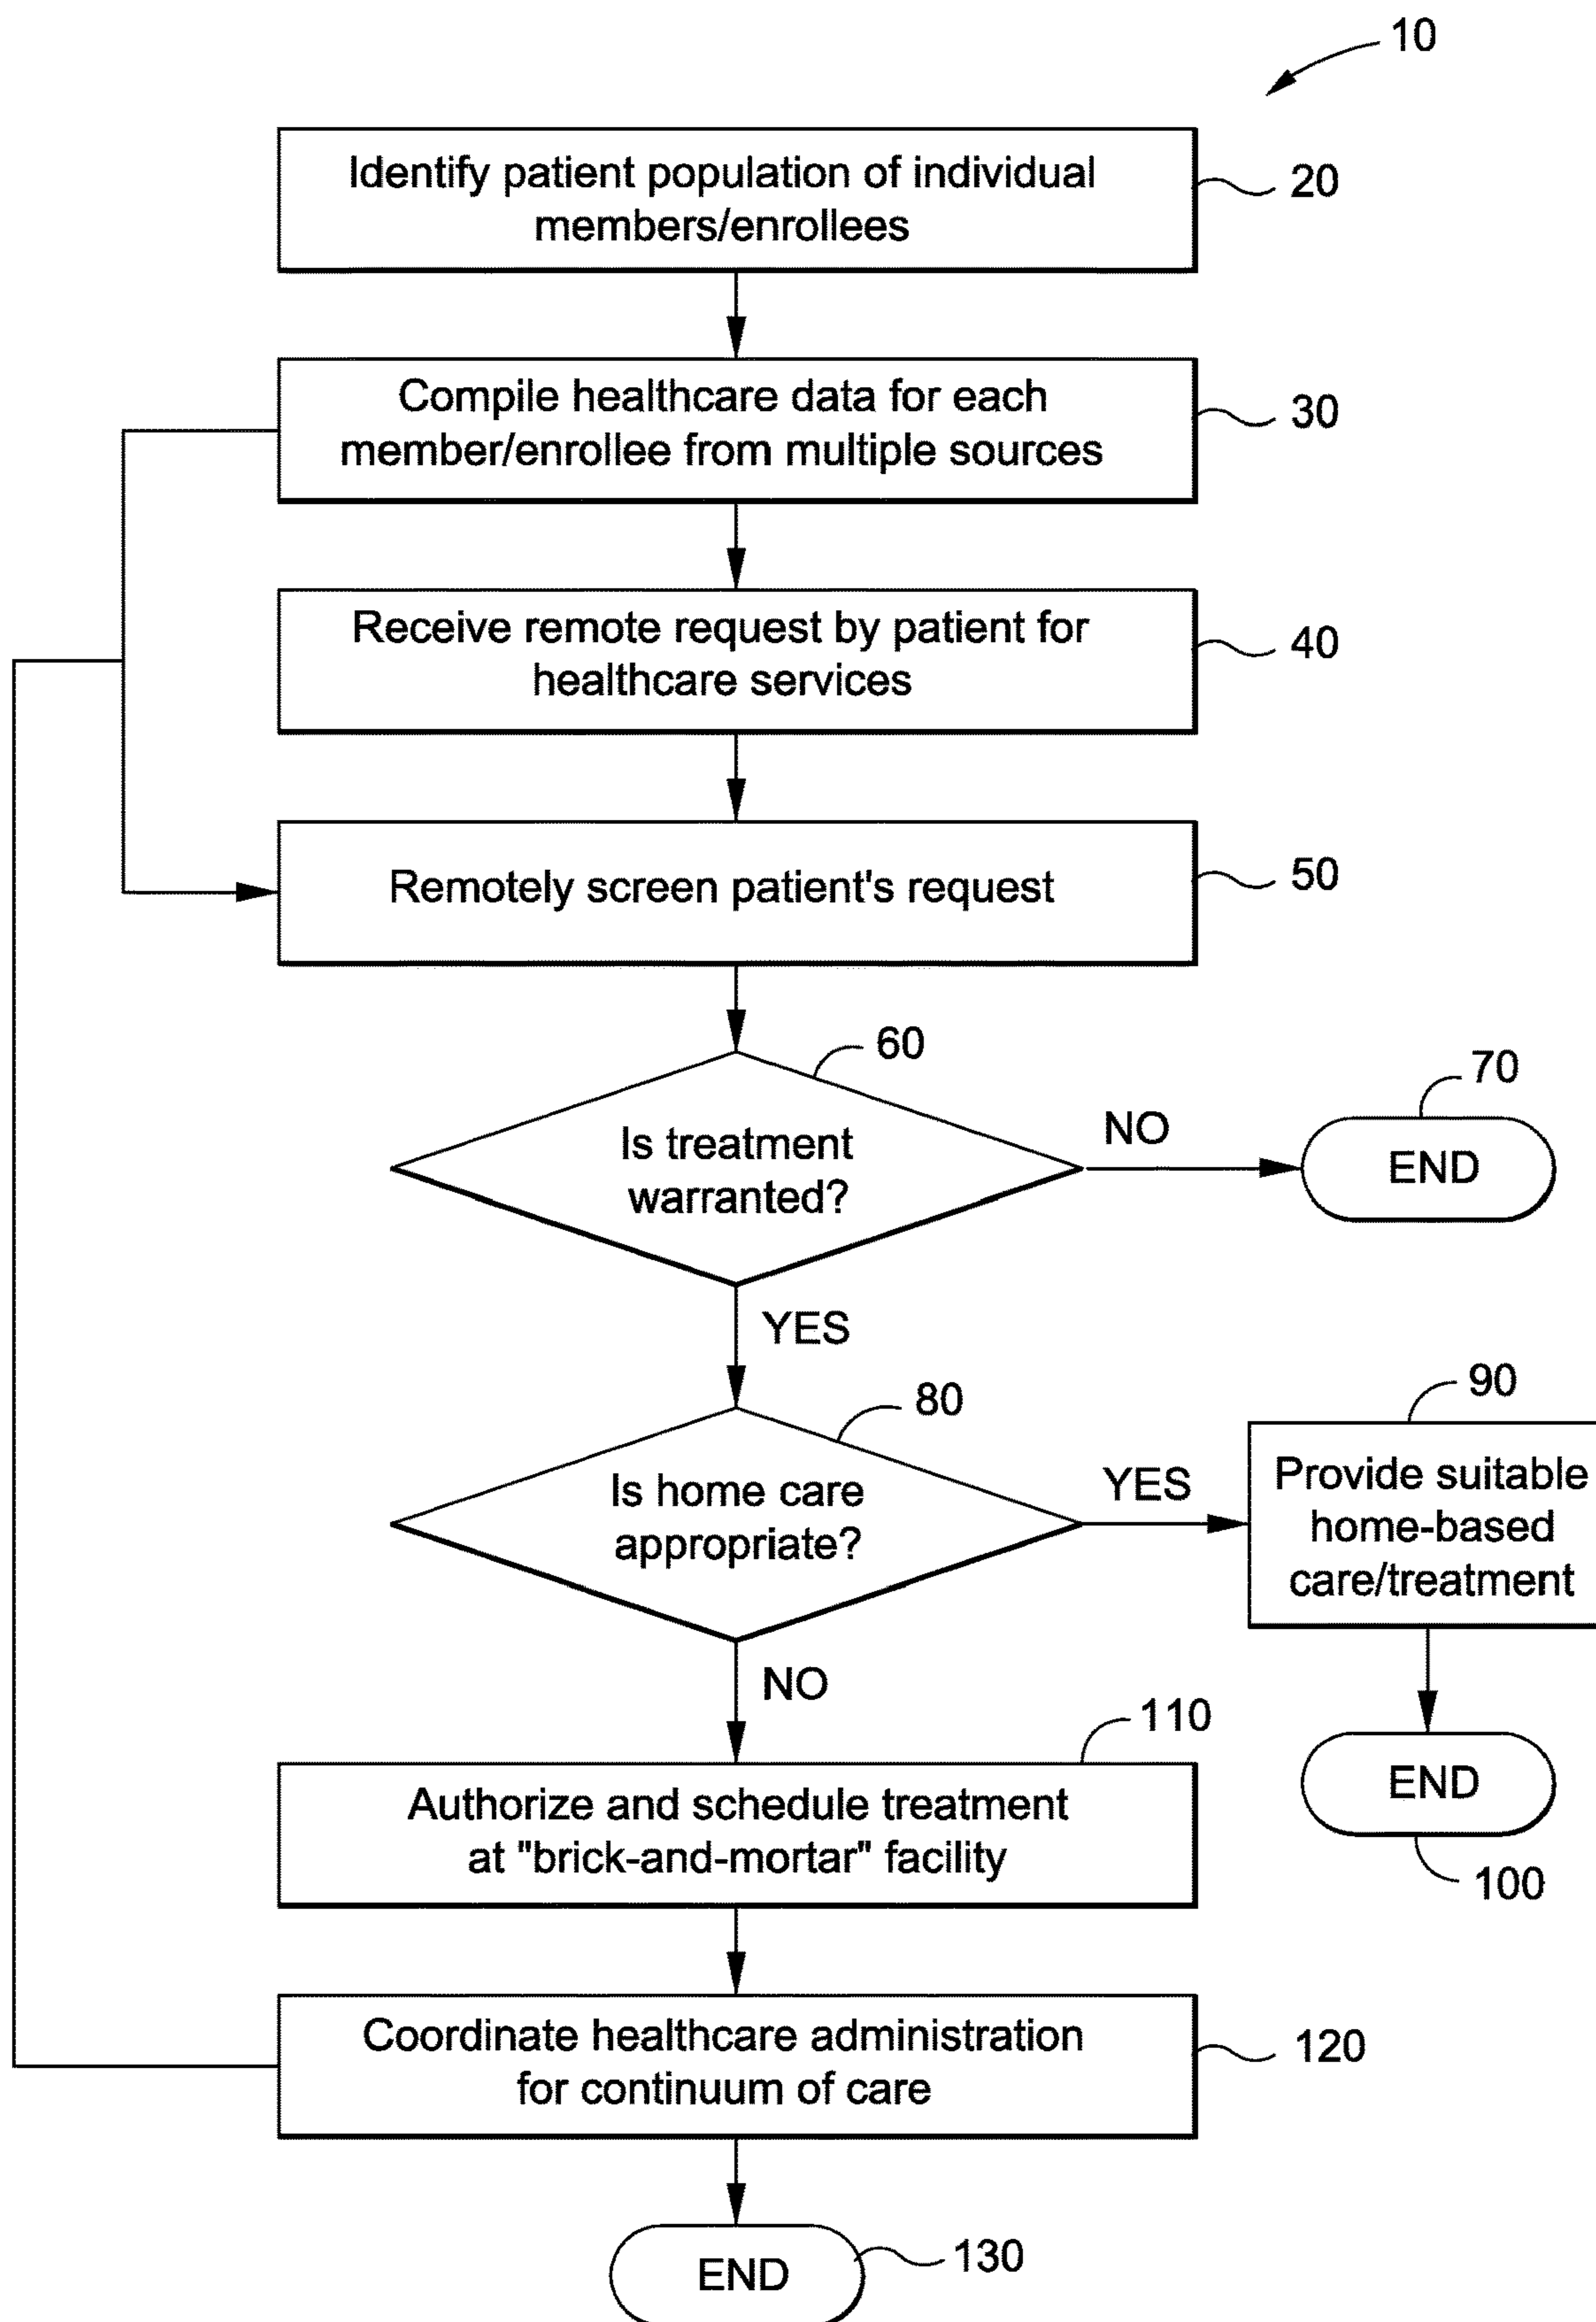 10
Identify patient population of individual
members/enrollees
20
Compile healthcare data for each
member/enrollee from multiple sources
30
Receive remote request by patient for
healthcare services
40
Remotely screen patient's request
50
60
Is treatment
warranted?
NO
70
END
YES
80
Is home care
appropriate?
YES
90
Provide suitable
home-based
care/treatment
END
100
NO
110
Authorize and schedule treatment
at "brick-and-mortar" facility
Coordinate healthcare administration
for continuum of care
120
END
130